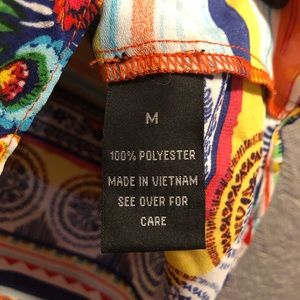 M
100% POLYESTER
MADE IN VIETNAM
SEE OVER FOR
CARE